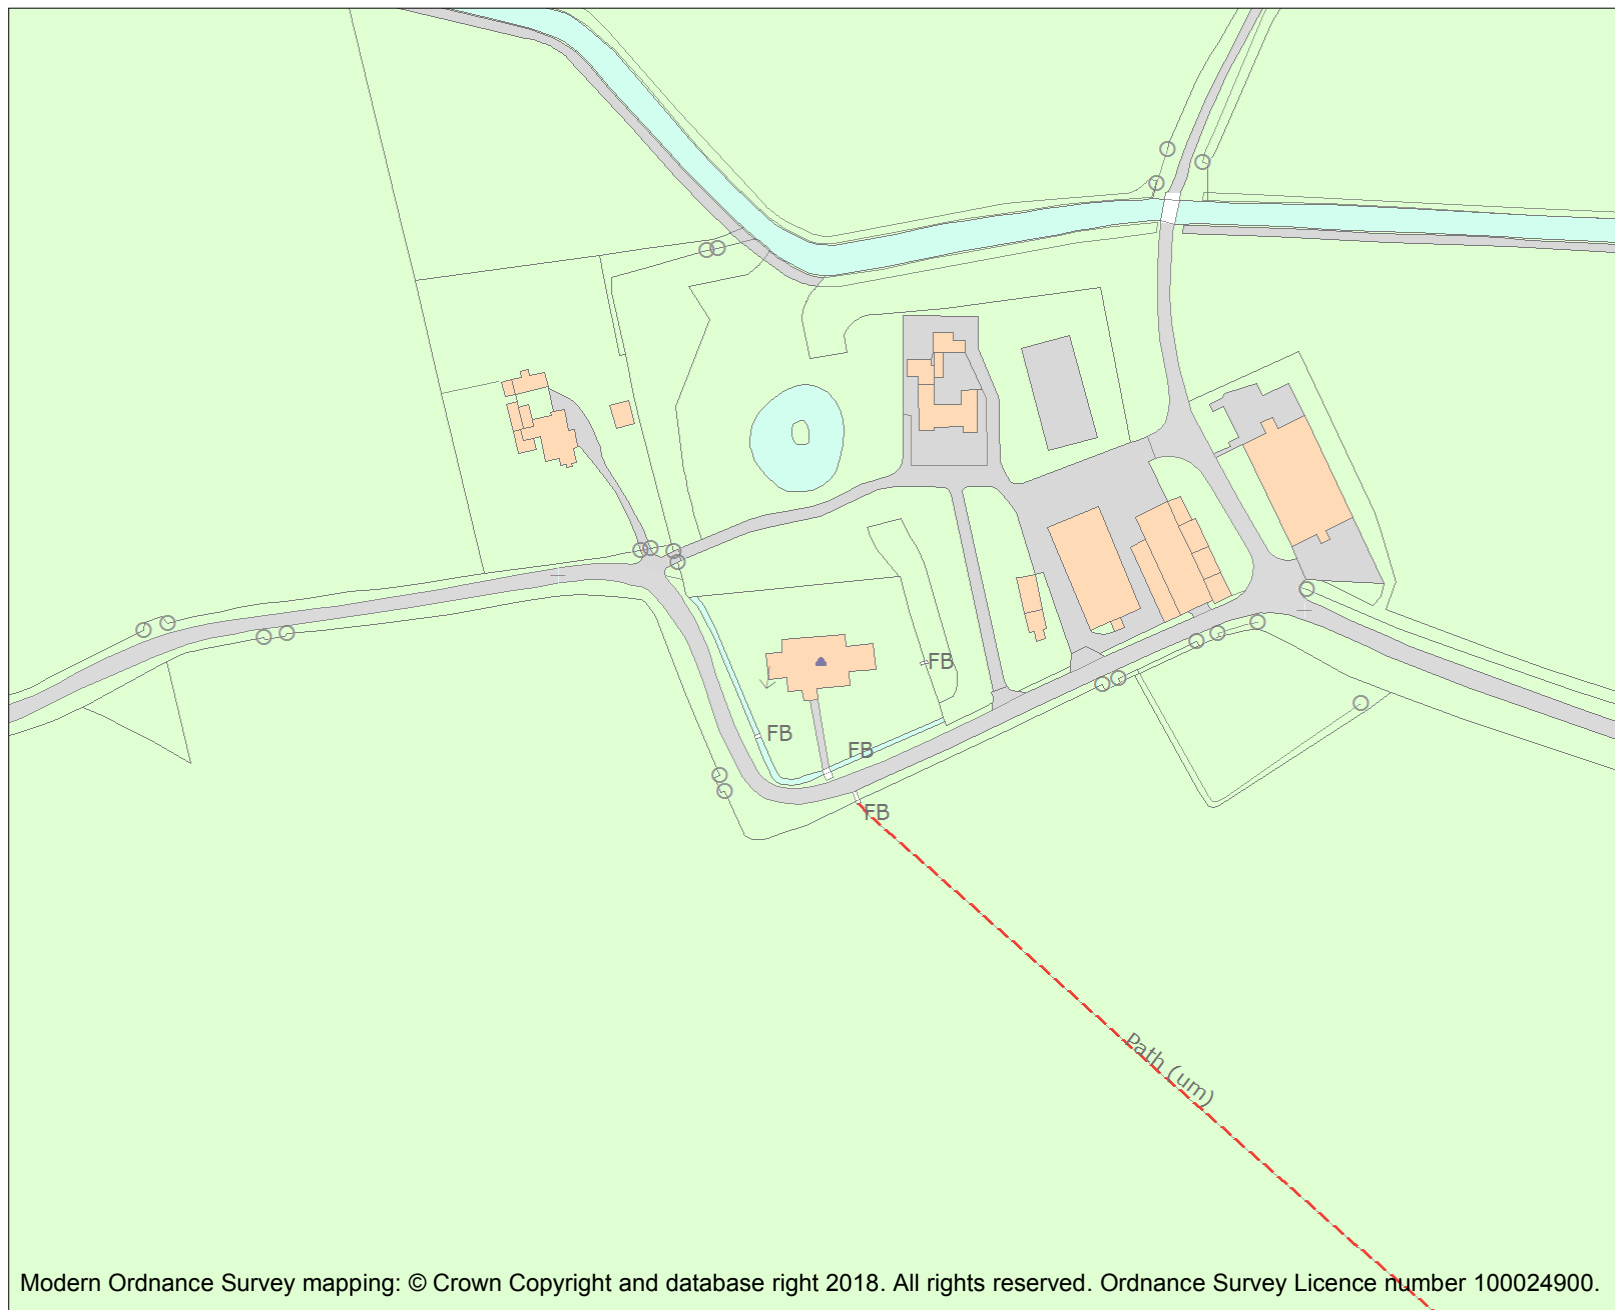 FB
FB
FB
FB
Path (um)
Modern Ordnance Survey mapping: © Crown Copyright and database right 2018. All rights reserved. Ordnance Survey Licence number 100024900.